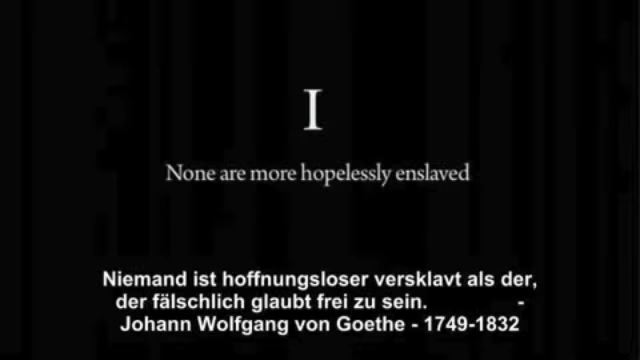 I
None are more hopelessly enslaved
Niemand ist hoffnungsloser versklavt als der,
der fälschlich glaubt frei zu sein. -
Johann Wolfgang von Goethe - 1749-1832